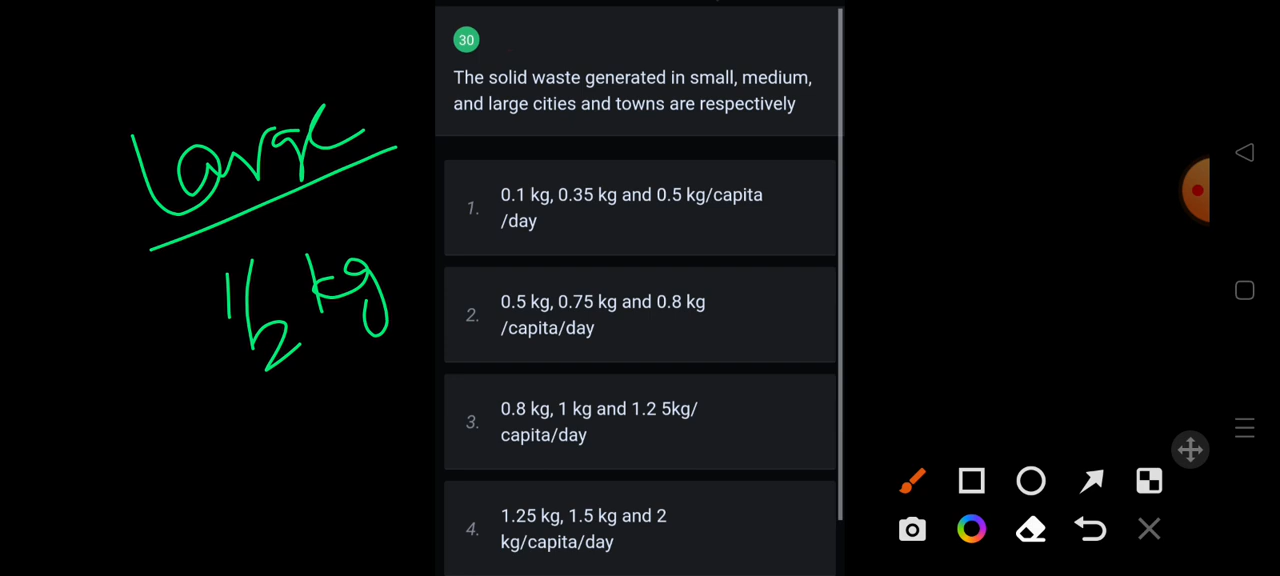 30
The solid waste generated in small, medium,
and large cities and towns are respectively
Large
1/2 kg
1. 0.1 kg, 0.35 kg and 0.5 kg/capita
/day
2. 0.5 kg, 0.75 kg and 0.8 kg
/capita/day
3. 0.8 kg, 1 kg and 1.2 5kg/
capita/day
4. 1.25 kg, 1.5 kg and 2
kg/capita/day